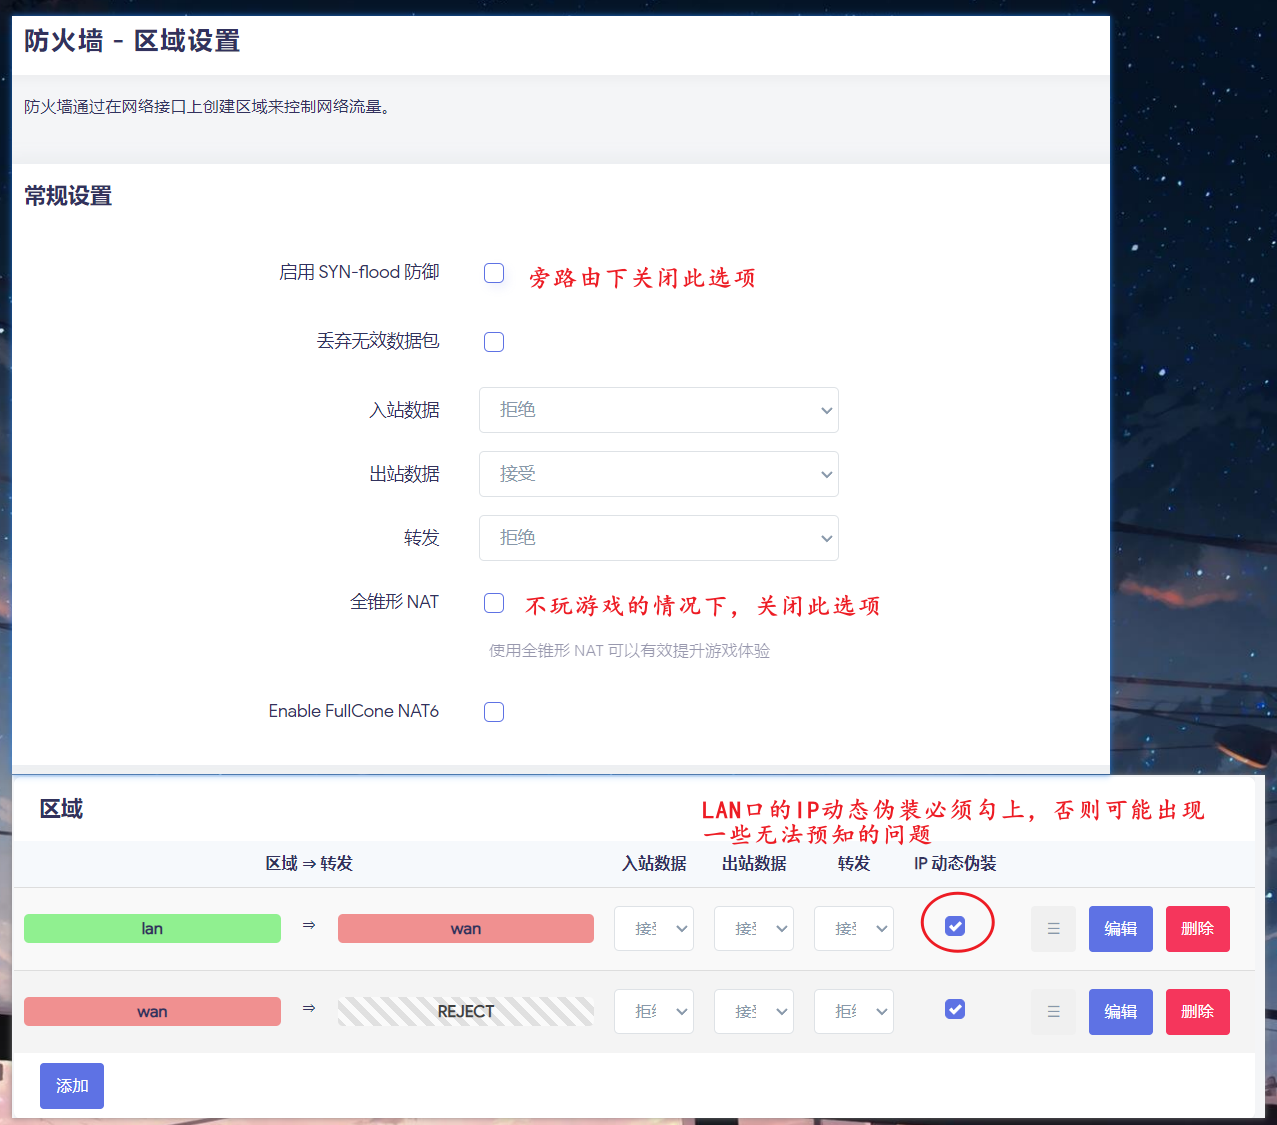 防火墙 - 区域设置
防火墙通过在网络接口上创建区域来控制网络流量。
常规设置
启用 SYN-flood 防御
旁路由下关闭此选项
丢弃无效数据包
入站数据 拒绝
出站数据 接受
转发 拒绝
全锥形 NAT
不玩游戏的情况下，关闭此选项
使用全锥形 NAT 可以有效提升游戏体验
Enable FullCone NAT6
区域
LAN口的IP动态伪装必须勾上，否则可能出现
一些无法预知的问题
区域 ⇒ 转发 入站数据 出站数据 转发 IP 动态伪装
lan ⇒ wan 接受 接受 接受 ☰ 编辑 删除
wan ⇒ REJECT 拒绝 接受 拒绝 ☰ 编辑 删除
添加